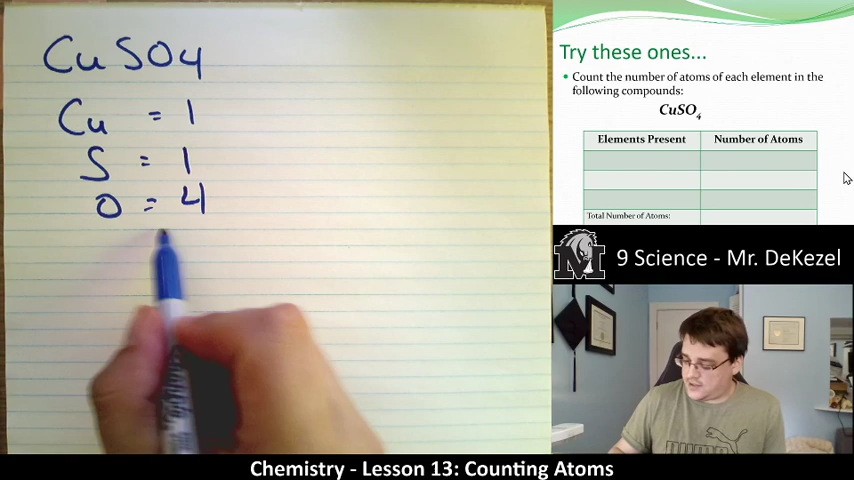 CuSO4
Cu = 1
S = 1
O = 4
Try these ones...
• Count the number of atoms of each element in the
following compounds:
CuSO₄
Elements Present Number of Atoms
Total Number of Atoms:
M 9 Science - Mr. DeKezel
PUMA
Chemistry - Lesson 13: Counting Atoms